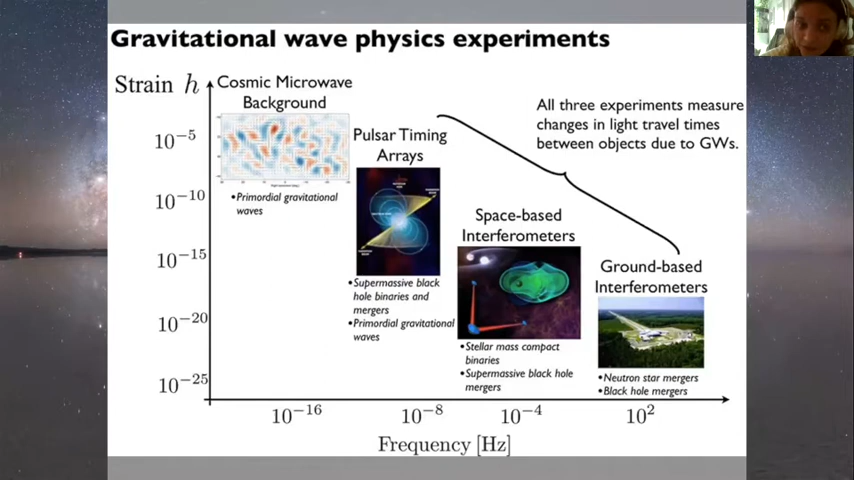 Gravitational wave physics experiments
Strain h
Cosmic Microwave
Background
• Primordial gravitational
waves
Pulsar Timing
Arrays
• Supermassive black
hole binaries and
mergers
• Primordial gravitational
waves
All three experiments measure
changes in light travel times
between objects due to GWs.
Space-based
Interferometers
• Stellar mass compact
binaries
• Supermassive black hole
mergers
Ground-based
Interferometers
• Neutron star mergers
• Black hole mergers
10^-5
10^-10
10^-15
10^-20
10^-25
10^-16 10^-8 10^-4 10^2
Frequency [Hz]